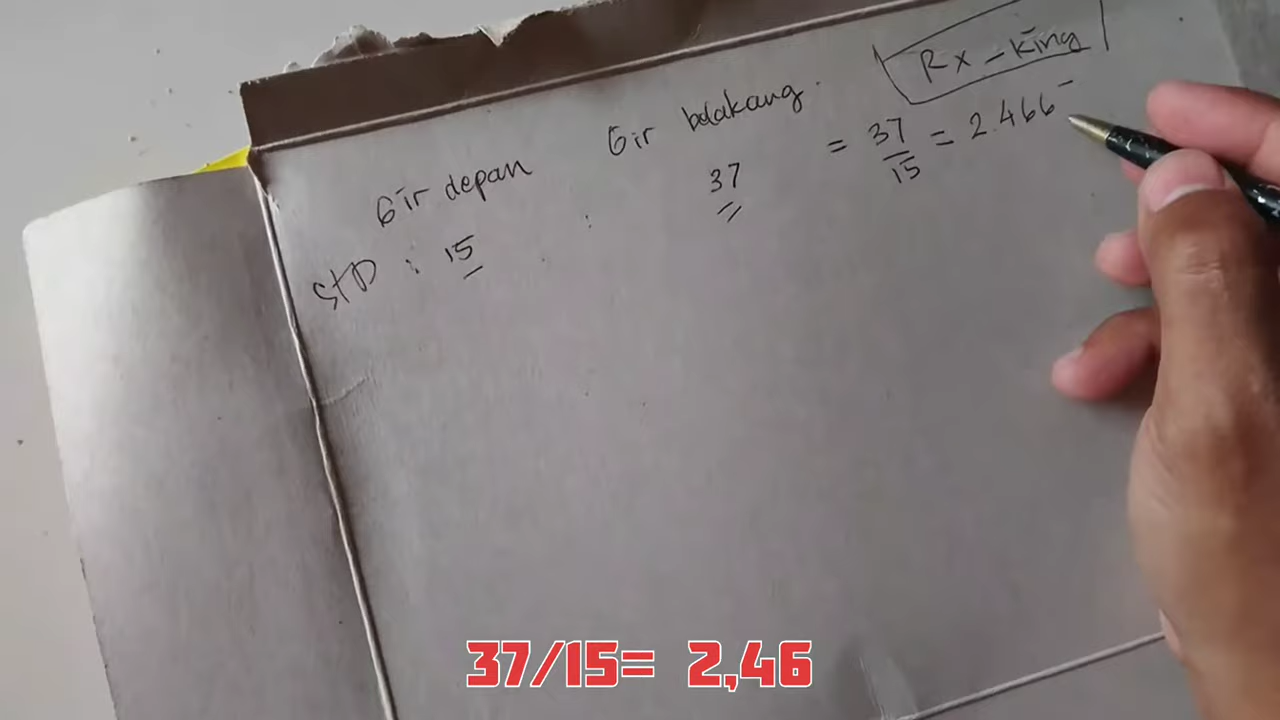 Rx - King
Gir depan Gir belakang.
STD : 15 : 37 = 37/15 = 2.466-
37/15= 2,46